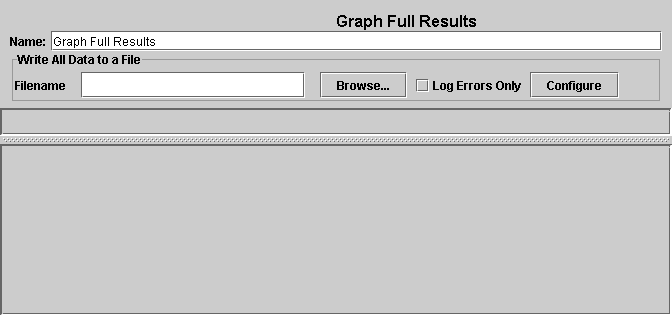 Graph Full Results
Name: Graph Full Results
Write All Data to a File
Filename Browse... Log Errors Only Configure